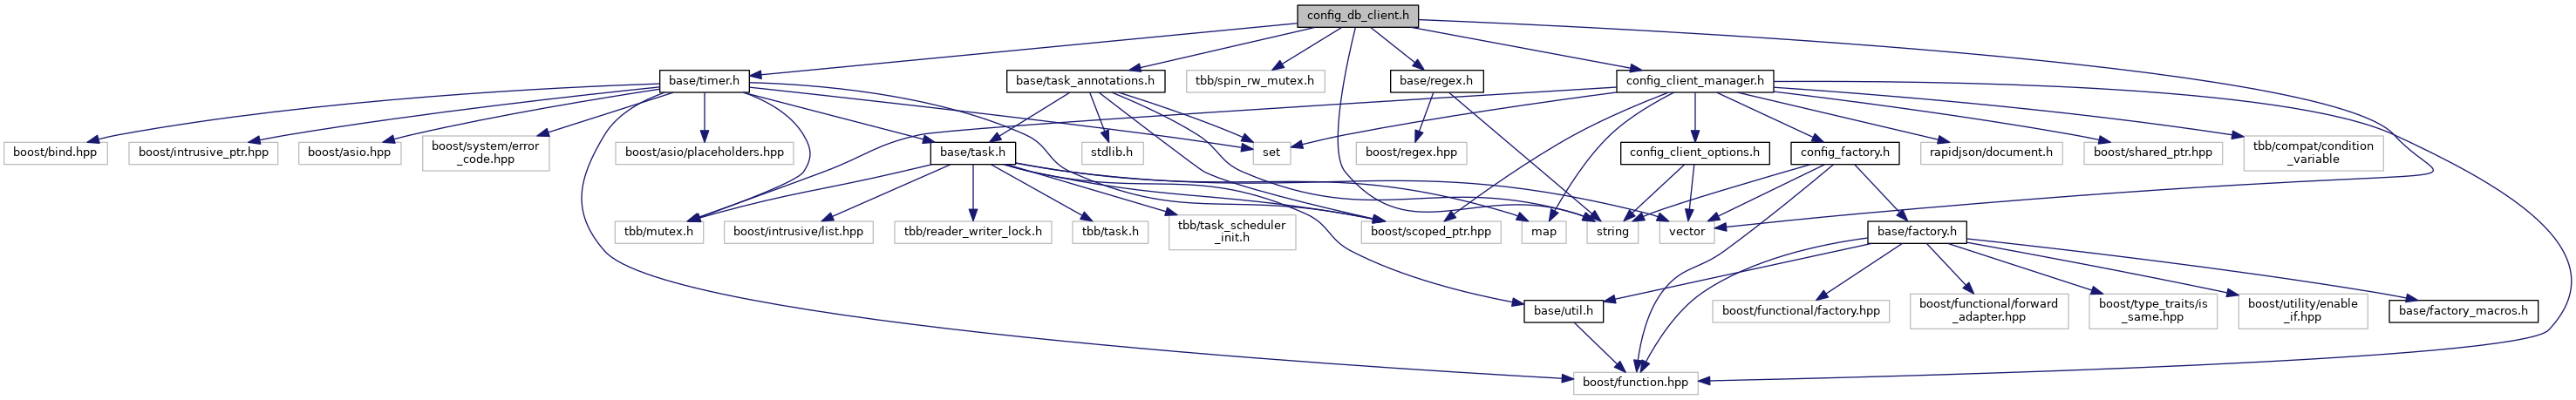 config_db_client.h
base/timer.h
base/task_annotations.h
tbb/spin_rw_mutex.h
base/regex.h
config_client_manager.h
boost/bind.hpp
boost/intrusive_ptr.hpp
boost/asio.hpp
boost/system/error
_code.hpp
boost/asio/placeholders.hpp
base/task.h
stdlib.h
set
boost/regex.hpp
config_client_options.h
config_factory.h
rapidjson/document.h
boost/shared_ptr.hpp
tbb/compat/condition
_variable
tbb/mutex.h
boost/intrusive/list.hpp
tbb/reader_writer_lock.h
tbb/task.h
tbb/task_scheduler
_init.h
boost/scoped_ptr.hpp
map
string
vector
base/factory.h
base/util.h
boost/functional/factory.hpp
boost/functional/forward
_adapter.hpp
boost/type_traits/is
_same.hpp
boost/utility/enable
_if.hpp
base/factory_macros.h
boost/function.hpp